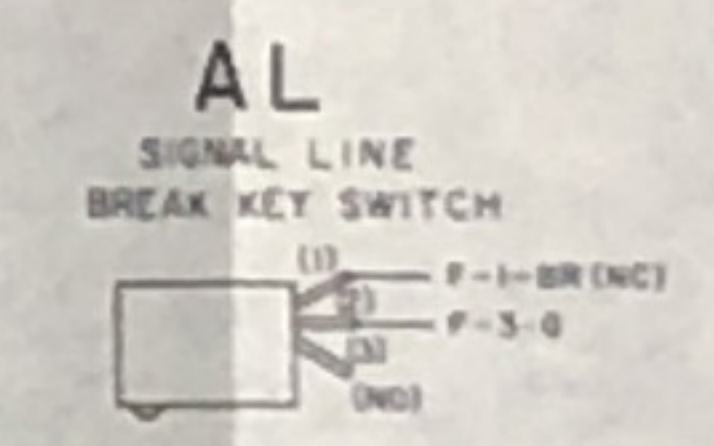 AL
SIGNAL LINE
BREAK KEY SWITCH
(1)
F-1-BR (NC)
(2)
F-3-O
(3)
(NO)